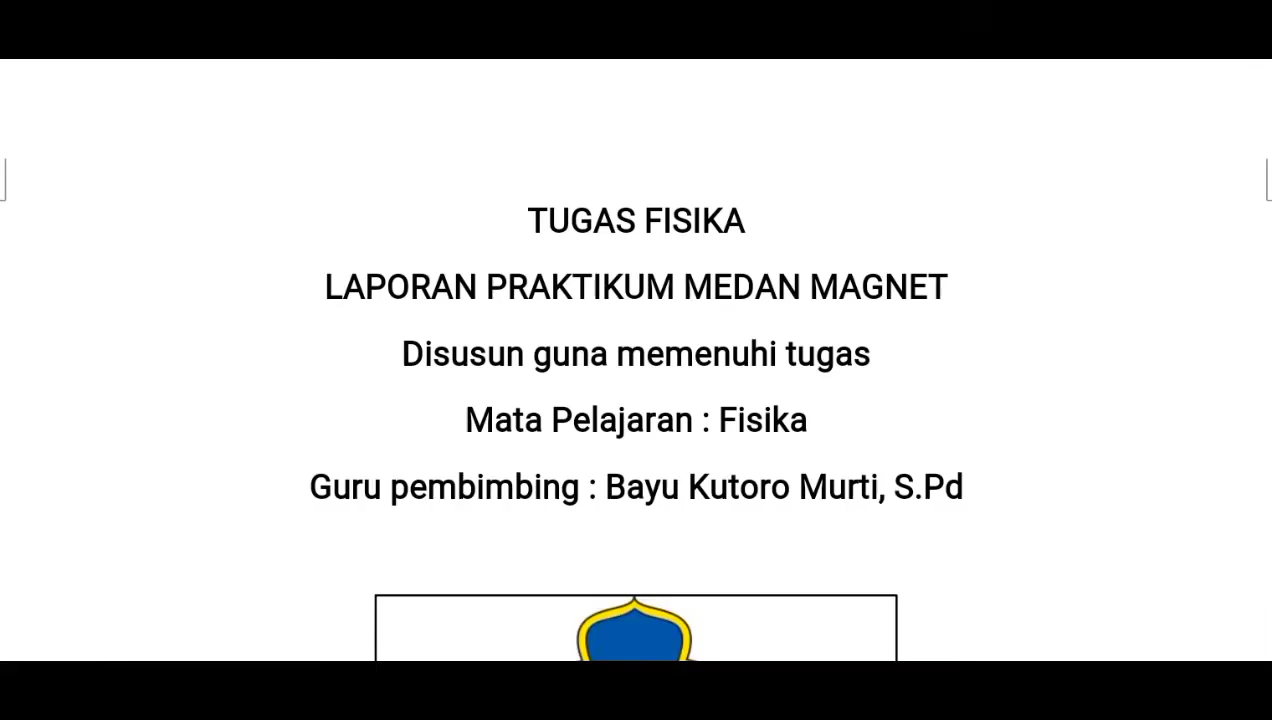 TUGAS FISIKA
LAPORAN PRAKTIKUM MEDAN MAGNET
Disusun guna memenuhi tugas
Mata Pelajaran : Fisika
Guru pembimbing : Bayu Kutoro Murti, S.Pd